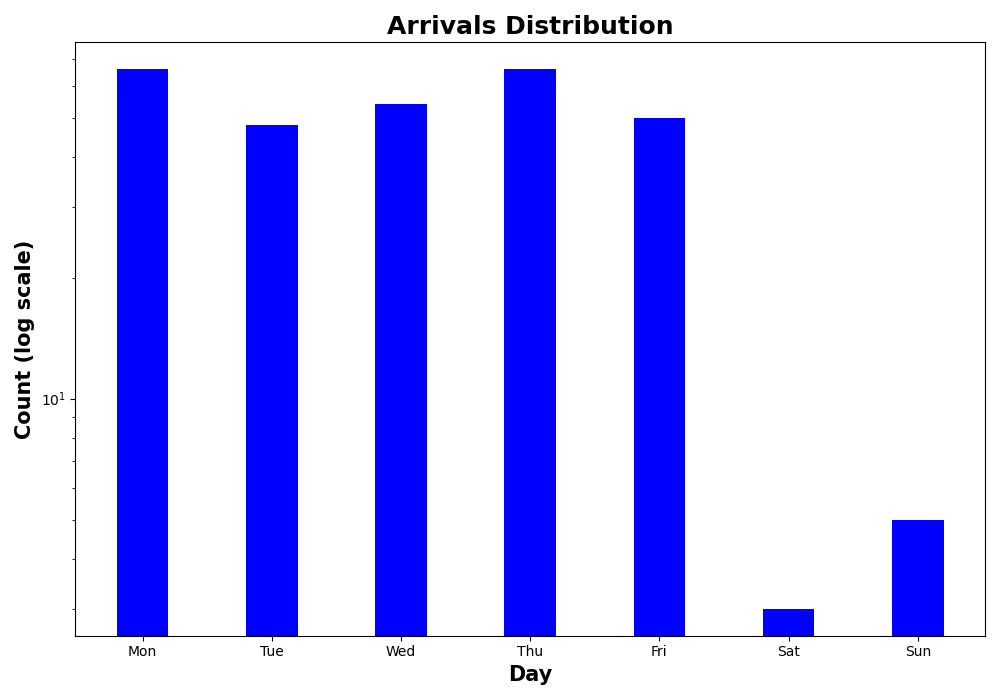 Arrivals Distribution
Count (log scale)
10¹
Mon Tue Wed Thu Fri Sat Sun
Day